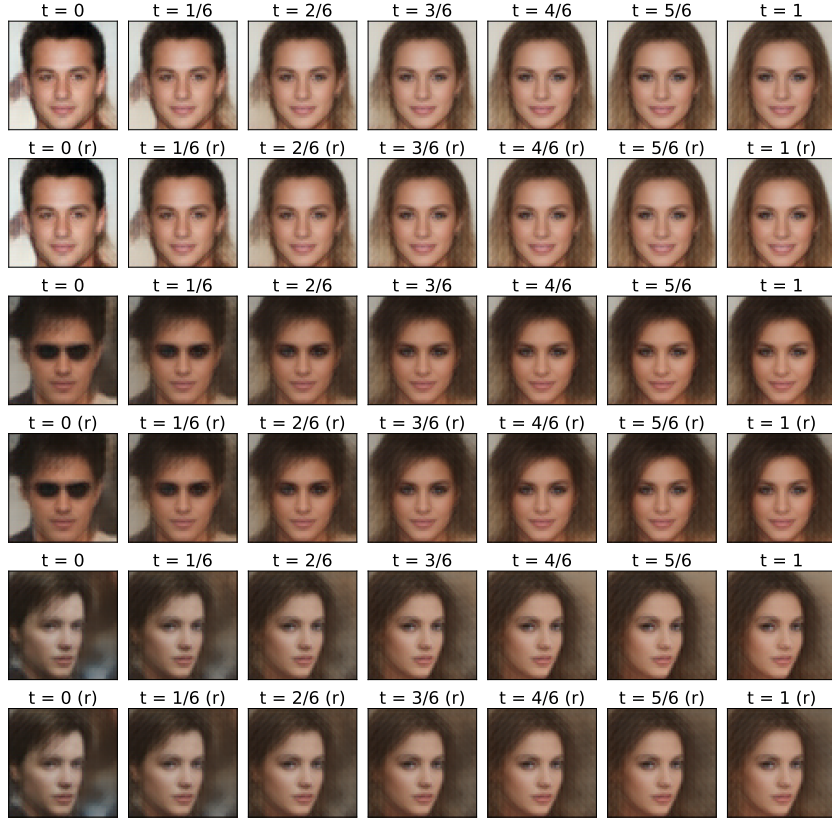 t = 0 t = 1/6 t = 2/6 t = 3/6 t = 4/6 t = 5/6 t = 1
t = 0 (r) t = 1/6 (r) t = 2/6 (r) t = 3/6 (r) t = 4/6 (r) t = 5/6 (r) t = 1 (r)
t = 0 t = 1/6 t = 2/6 t = 3/6 t = 4/6 t = 5/6 t = 1
t = 0 (r) t = 1/6 (r) t = 2/6 (r) t = 3/6 (r) t = 4/6 (r) t = 5/6 (r) t = 1 (r)
t = 0 t = 1/6 t = 2/6 t = 3/6 t = 4/6 t = 5/6 t = 1
t = 0 (r) t = 1/6 (r) t = 2/6 (r) t = 3/6 (r) t = 4/6 (r) t = 5/6 (r) t = 1 (r)